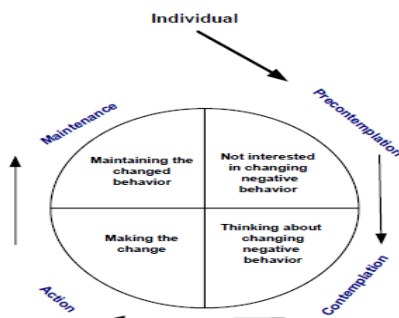 Individual
Precontemplation
Maintenance
Maintaining the
changed
behavior
Not interested
in changing
negative
behavior
Making the
change
Thinking about
changing
negative
behavior
Action
Contemplation